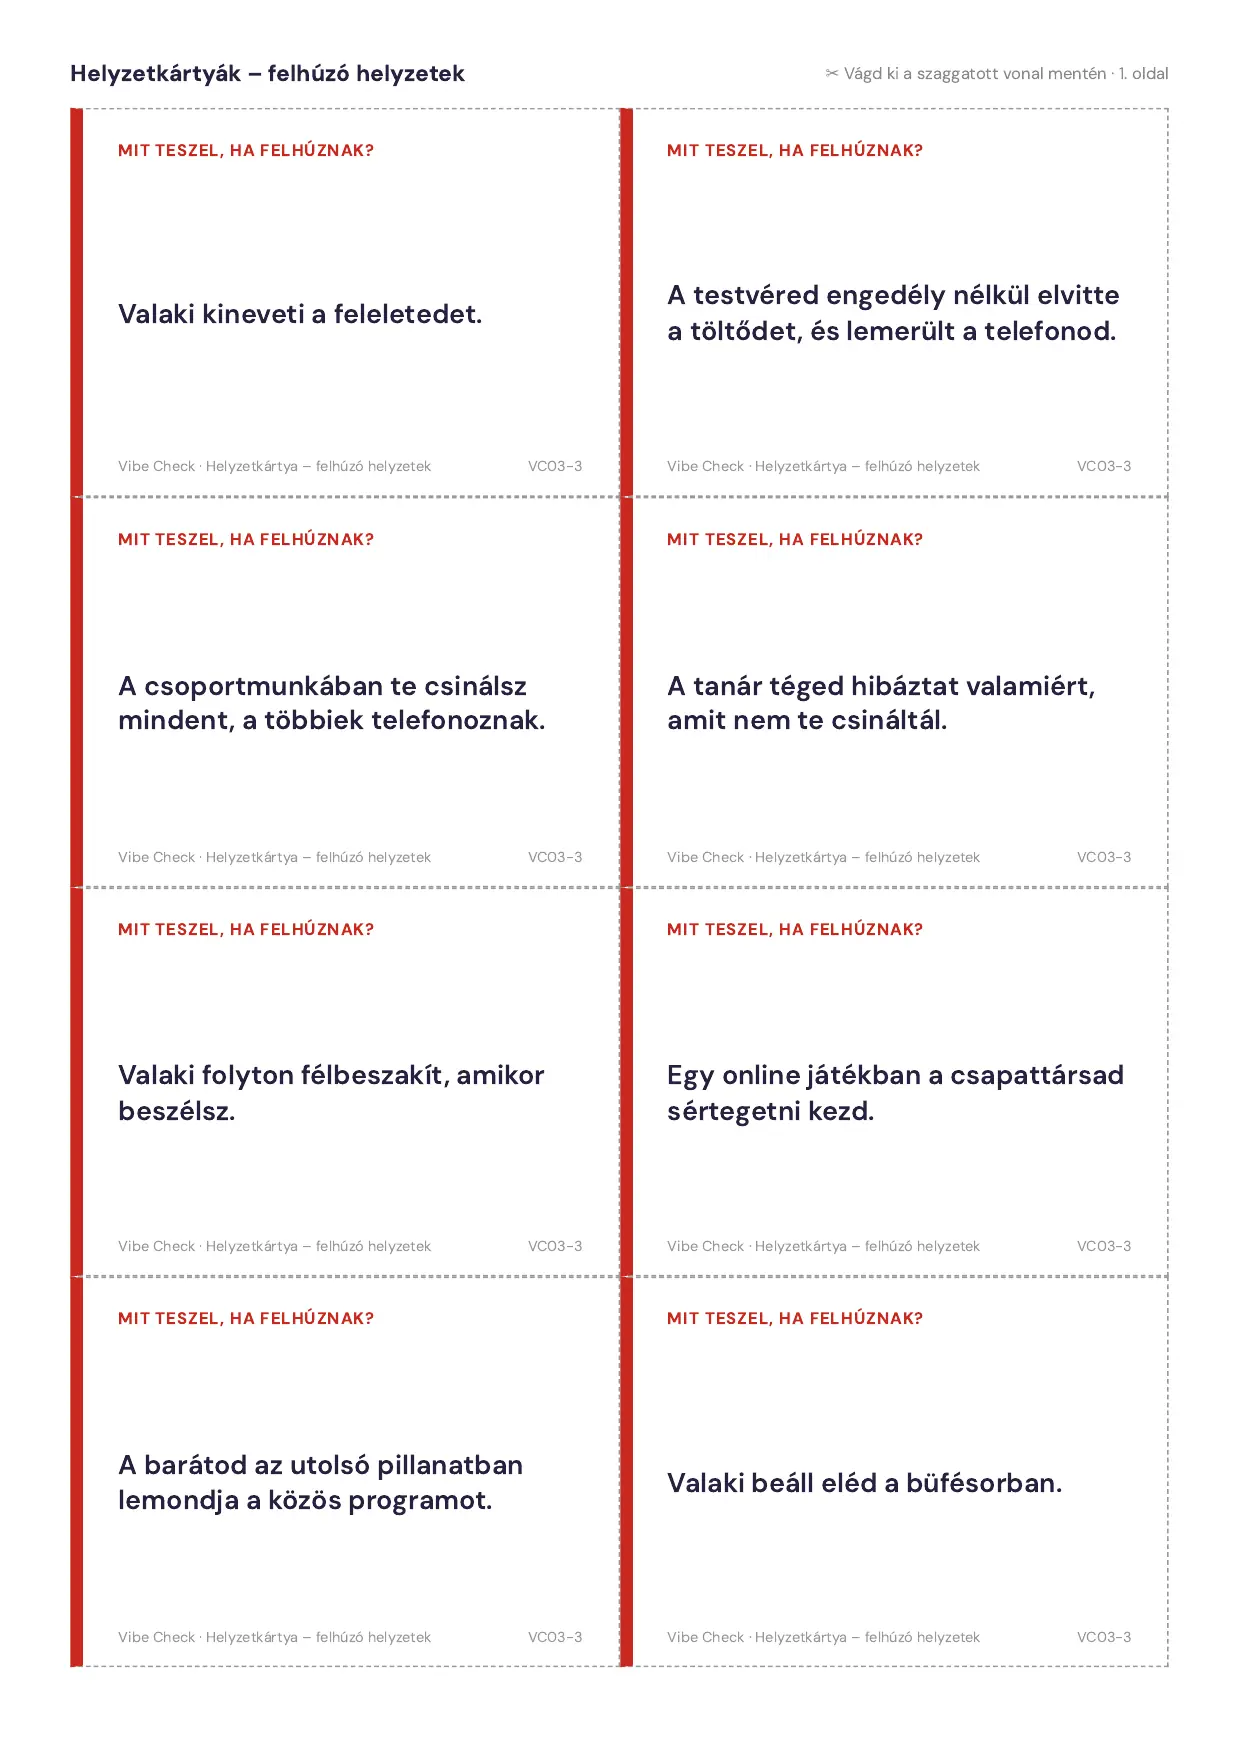 Helyzetkártyák – felhúzó helyzetek
✂ Vágd ki a szaggatott vonal mentén · 1. oldal
MIT TESZEL, HA FELHÚZNAK?
Valaki kineveti a feleletedet.
Vibe Check · Helyzetkártya – felhúzó helyzetek VC03-3
MIT TESZEL, HA FELHÚZNAK?
A testvéred engedély nélkül elvitte
a töltődet, és lemerült a telefonod.
Vibe Check · Helyzetkártya – felhúzó helyzetek VC03-3
MIT TESZEL, HA FELHÚZNAK?
A csoportmunkában te csinálsz
mindent, a többiek telefonoznak.
Vibe Check · Helyzetkártya – felhúzó helyzetek VC03-3
MIT TESZEL, HA FELHÚZNAK?
A tanár téged hibáztat valamiért,
amit nem te csináltál.
Vibe Check · Helyzetkártya – felhúzó helyzetek VC03-3
MIT TESZEL, HA FELHÚZNAK?
Valaki folyton félbeszakít, amikor
beszélsz.
Vibe Check · Helyzetkártya – felhúzó helyzetek VC03-3
MIT TESZEL, HA FELHÚZNAK?
Egy online játékban a csapattársad
sértegetni kezd.
Vibe Check · Helyzetkártya – felhúzó helyzetek VC03-3
MIT TESZEL, HA FELHÚZNAK?
A barátod az utolsó pillanatban
lemondja a közös programot.
Vibe Check · Helyzetkártya – felhúzó helyzetek VC03-3
MIT TESZEL, HA FELHÚZNAK?
Valaki beáll eléd a büfésorban.
Vibe Check · Helyzetkártya – felhúzó helyzetek VC03-3